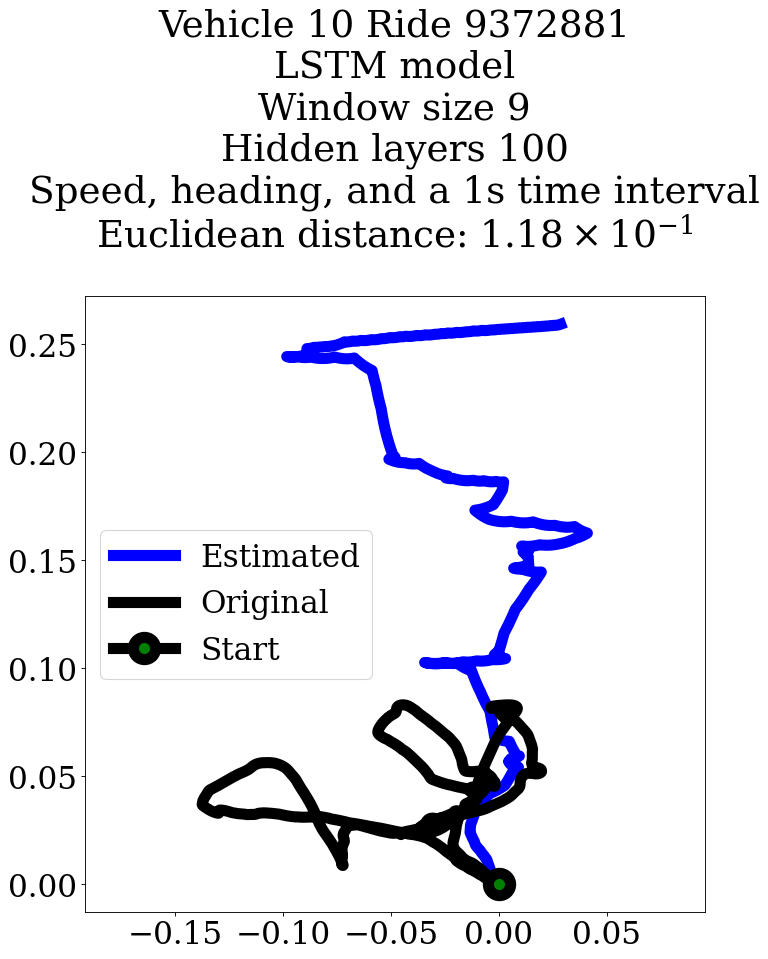 Vehicle 10 Ride 9372881
LSTM model
Window size 9
Hidden layers 100
Speed, heading, and a 1s time interval
Euclidean distance: 1.18 × 10⁻¹
0.25
0.20
0.15
0.10
0.05
0.00
Estimated
Original
Start
−0.15 −0.10 −0.05 0.00 0.05